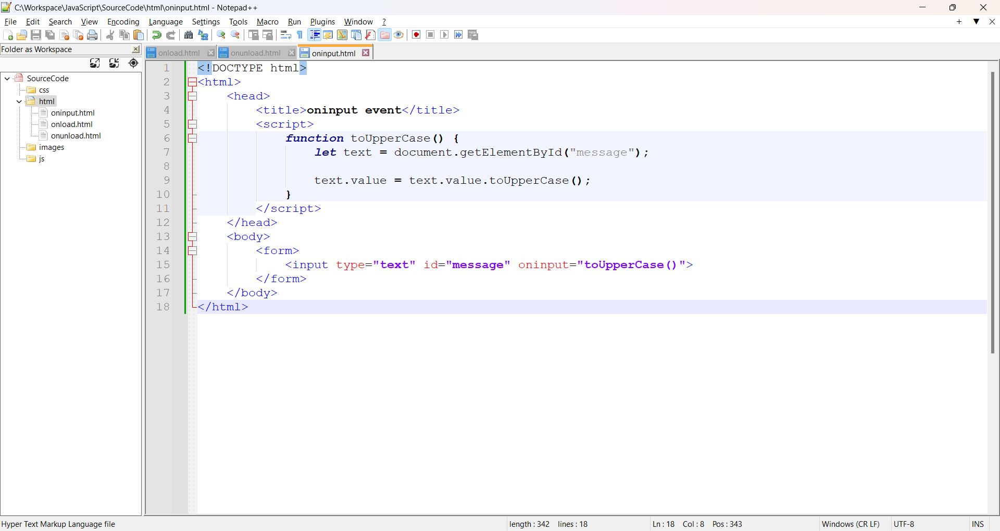 C:\Workspace\JavaScript\SourceCode\html\oninput.html - Notepad++
File Edit Search View Encoding Language Settings Tools Macro Run Plugins Window ?
Folder as Workspace
onload.html onunload.html oninput.html
SourceCode
css
html
oninput.html
onload.html
onunload.html
images
js
1 <!DOCTYPE html>
2 <html>
3 <head>
4 <title>oninput event</title>
5 <script>
6 function toUpperCase() {
7 let text = document.getElementById("message");
8
9 text.value = text.value.toUpperCase();
10 }
11 </script>
12 </head>
13 <body>
14 <form>
15 <input type="text" id="message" oninput="toUpperCase()">
16 </form>
17 </body>
18 </html>
Hyper Text Markup Language file length : 342 lines : 18 Ln : 18 Col : 8 Pos : 343 Windows (CR LF) UTF-8 INS